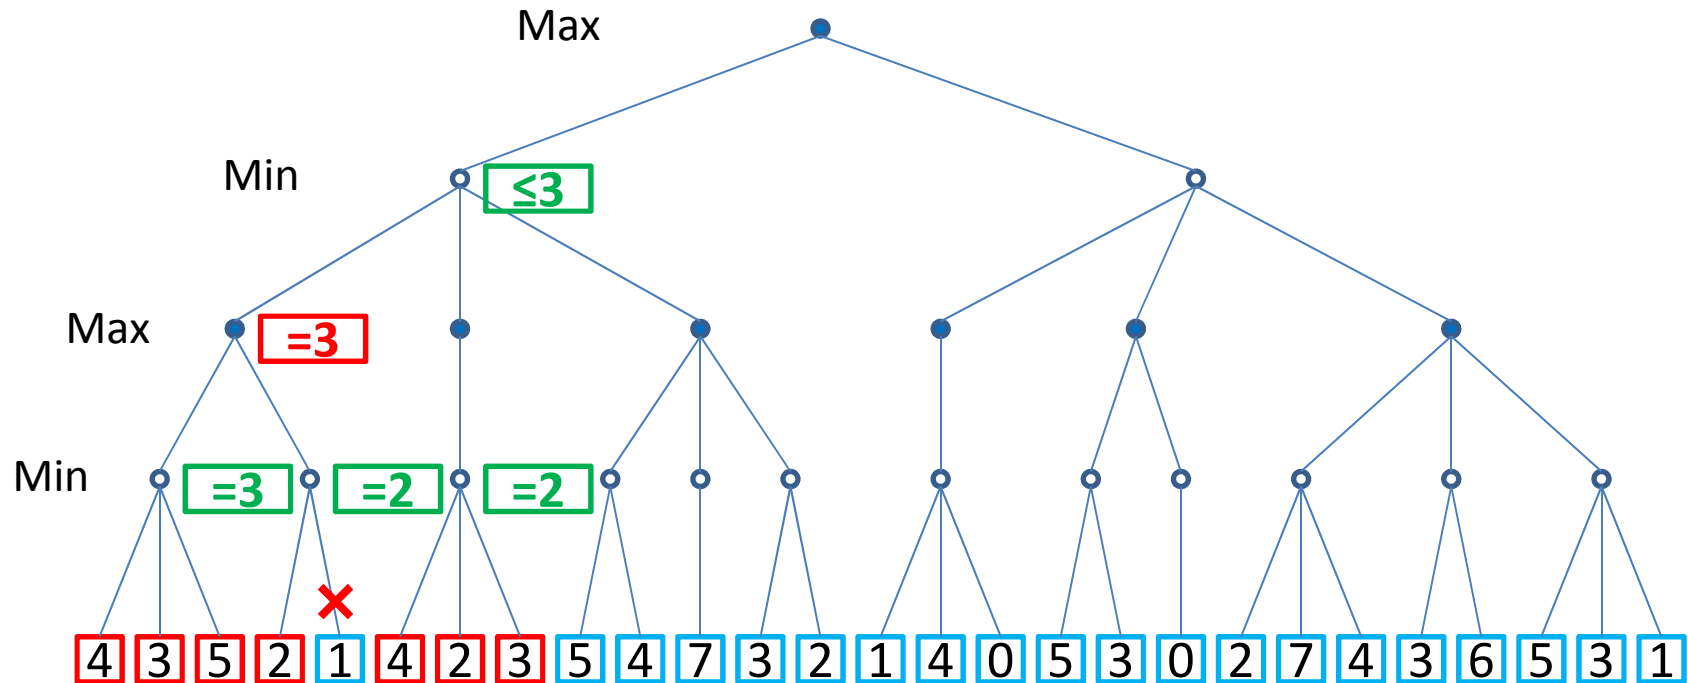 Max
Min ≤3
Max =3
Min =3 =2 =2
4 3 5 2 1 4 2 3 5 4 7 3 2 1 4 0 5 3 0 2 7 4 3 6 5 3 1